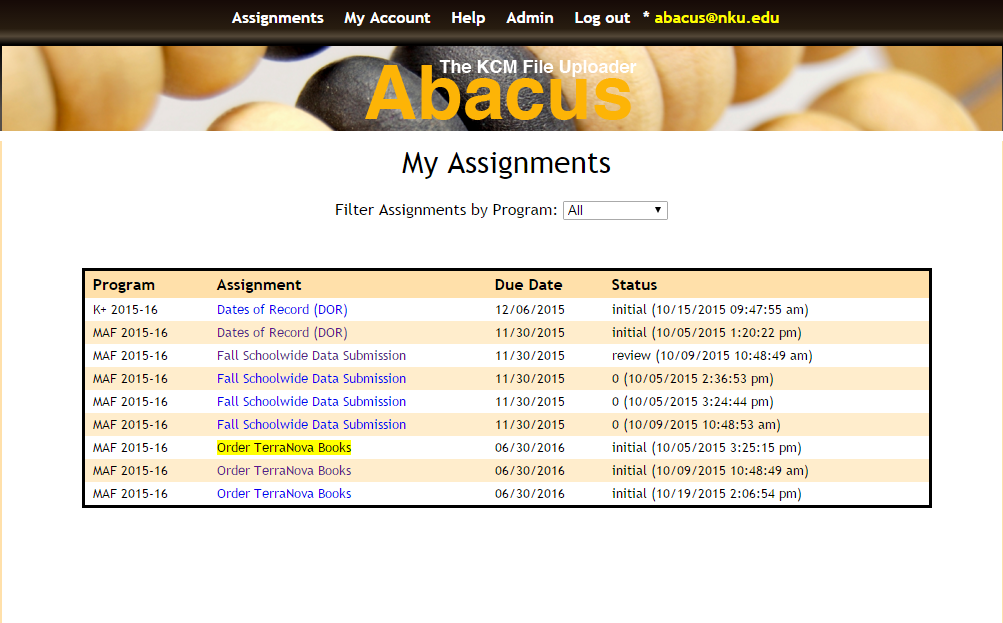 Assignments My Account Help Admin Log out * abacus@nku.edu
The KCM File Uploader
Abacus
My Assignments
Filter Assignments by Program: All
Program Assignment Due Date Status
K+ 2015-16 Dates of Record (DOR) 12/06/2015 initial (10/15/2015 09:47:55 am)
MAF 2015-16 Dates of Record (DOR) 11/30/2015 initial (10/05/2015 1:20:22 pm)
MAF 2015-16 Fall Schoolwide Data Submission 11/30/2015 review (10/09/2015 10:48:49 am)
MAF 2015-16 Fall Schoolwide Data Submission 11/30/2015 0 (10/05/2015 2:36:53 pm)
MAF 2015-16 Fall Schoolwide Data Submission 11/30/2015 0 (10/05/2015 3:24:44 pm)
MAF 2015-16 Fall Schoolwide Data Submission 11/30/2015 0 (10/09/2015 10:48:53 am)
MAF 2015-16 Order TerraNova Books 06/30/2016 initial (10/05/2015 3:25:15 pm)
MAF 2015-16 Order TerraNova Books 06/30/2016 initial (10/09/2015 10:48:49 am)
MAF 2015-16 Order TerraNova Books 06/30/2016 initial (10/19/2015 2:06:54 pm)